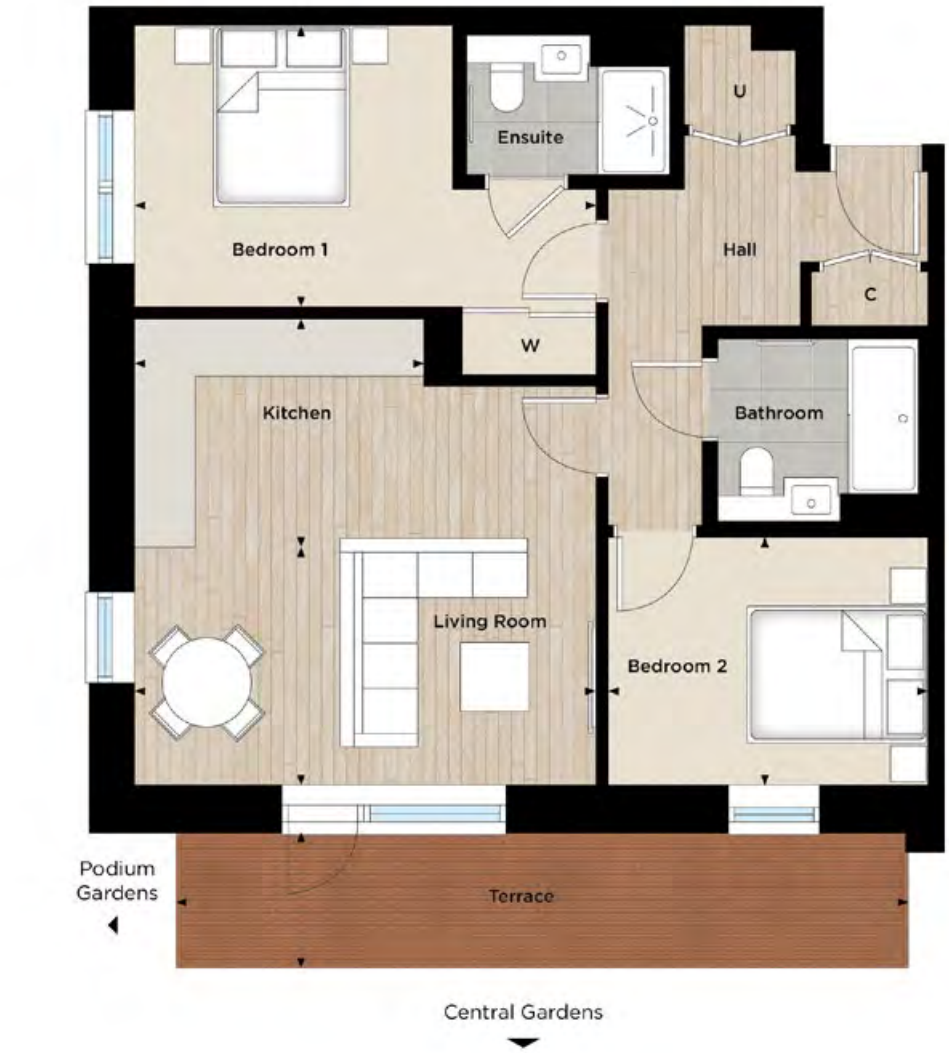 U
Ensuite
Bedroom 1
Hall
C
W
Kitchen
Bathroom
Living Room
Bedroom 2
Podium
Gardens
Terrace
Central Gardens